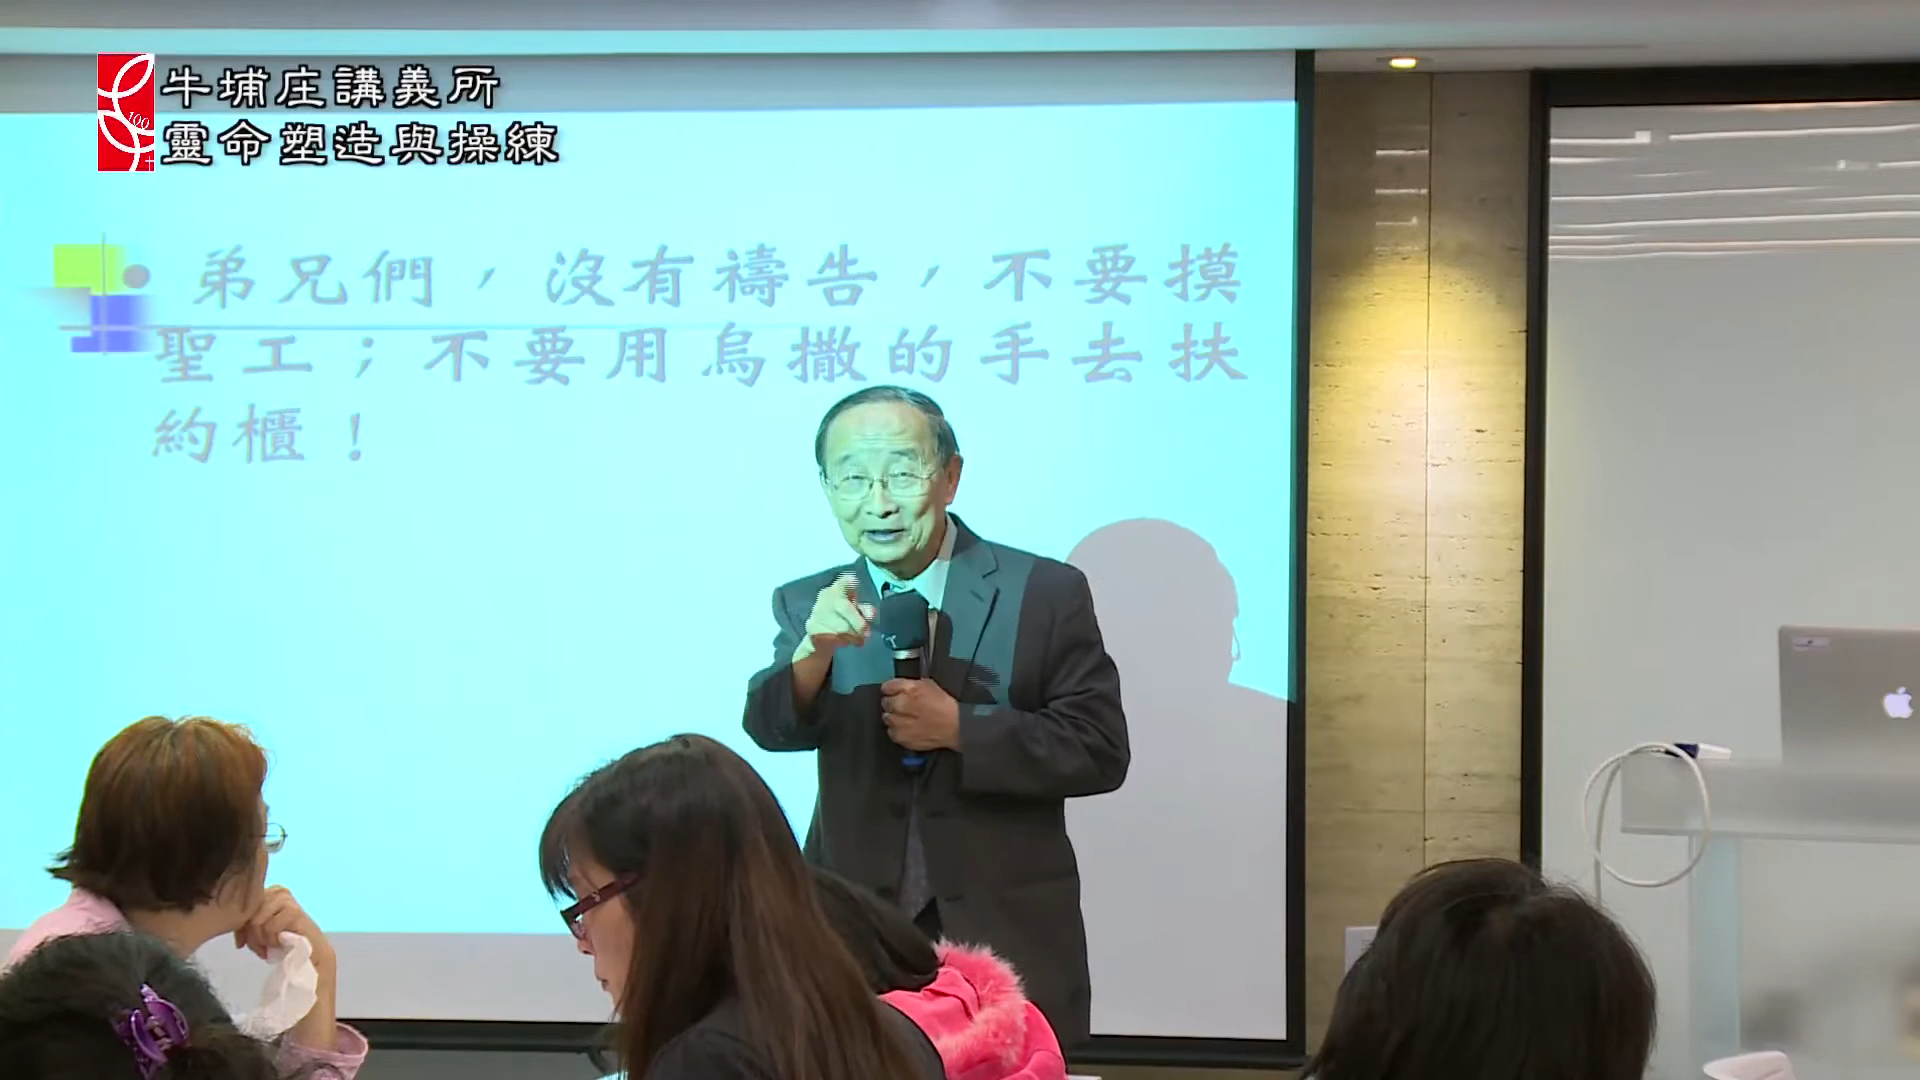 牛埔庄講義所
靈命塑造與操練
100
弟兄們，沒有禱告，不要摸
聖工；不要用烏撒的手去扶
約櫃！